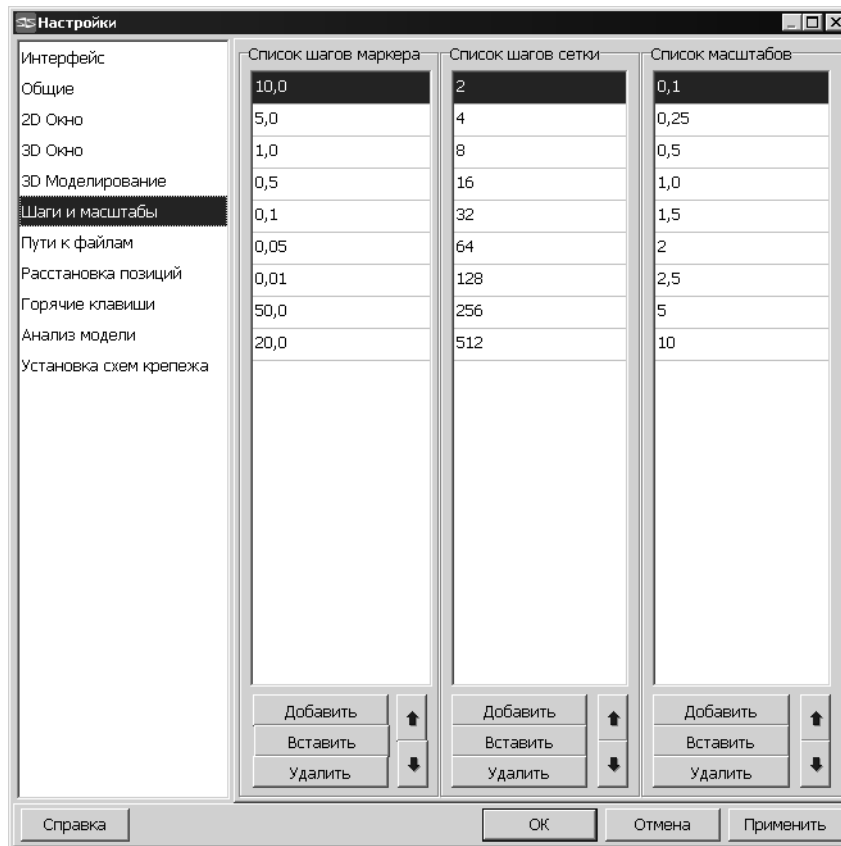 Настройки
Интерфейс
Общие
2D Окно
3D Окно
3D Моделирование
Шаги и масштабы
Пути к файлам
Расстановка позиций
Горячие клавиши
Анализ модели
Установка схем крепежа
Список шагов маркера
10,0
5,0
1,0
0,5
0,1
0,05
0,01
50,0
20,0
Добавить
Вставить
Удалить
Список шагов сетки
2
4
8
16
32
64
128
256
512
Добавить
Вставить
Удалить
Список масштабов
0,1
0,25
0,5
1,0
1,5
2
2,5
5
10
Добавить
Вставить
Удалить
Справка
ОК
Отмена
Применить